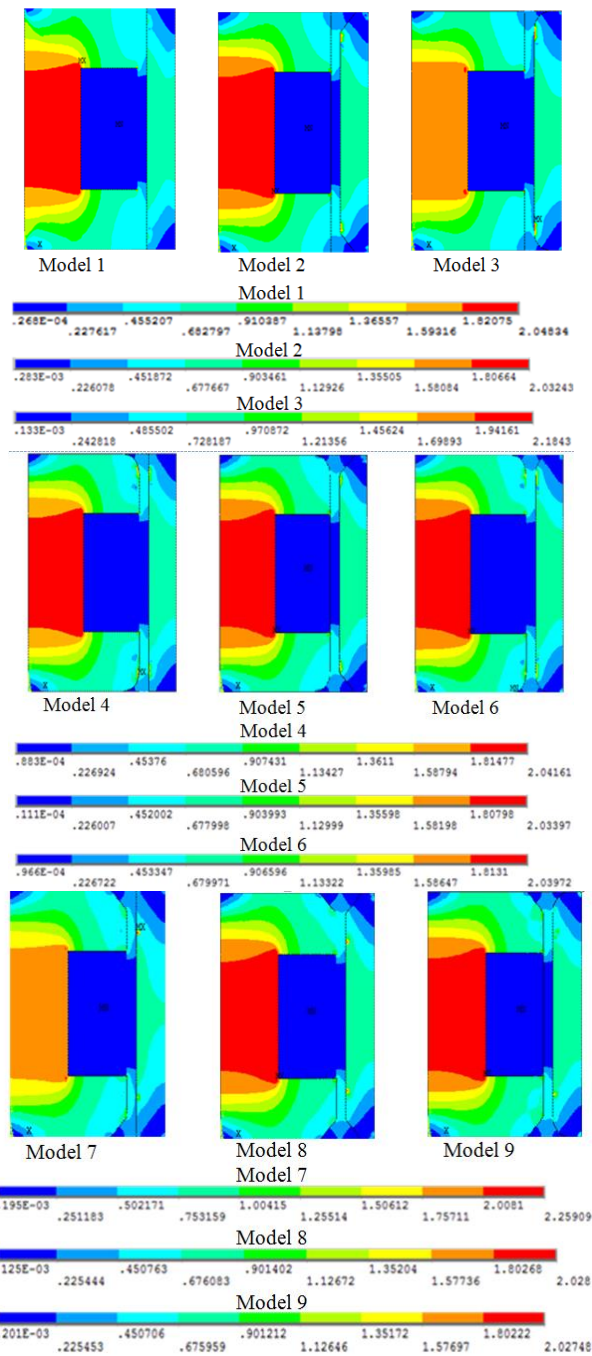 MX
X
X
MX
X
Model 1 Model 2 Model 3
Model 1
.268E-04 .455207 .910387 1.36557 1.82075
.227617 .682797 1.13798 1.59316 2.04834
Model 2
.283E-03 .451872 .903461 1.35505 1.80664
.226078 .677667 1.12926 1.58084 2.03243
Model 3
.133E-03 .485502 .970872 1.45624 1.94161
.242818 .728187 1.21356 1.69893 2.1843
MX
X
X
X
MX
Model 4 Model 5 Model 6
Model 4
.883E-04 .45376 .907431 1.3611 1.81477
.226924 .680596 1.13427 1.58794 2.04161
Model 5
.111E-04 .452002 .903993 1.35598 1.80798
.226007 .677998 1.12999 1.58198 2.03397
Model 6
.966E-04 .453347 .906596 1.35985 1.8131
.226722 .679971 1.13322 1.58647 2.03972
MX
X
X
X
Model 7 Model 8 Model 9
Model 7
195E-03 .502171 1.00415 1.50612 2.0081
.251183 .753159 1.25514 1.75711 2.25909
Model 8
125E-03 .450763 .901402 1.35204 1.80268
.225444 .676083 1.12672 1.57736 2.028
Model 9
201E-03 .450706 .901212 1.35172 1.80222
.225453 .675959 1.12646 1.57697 2.02748